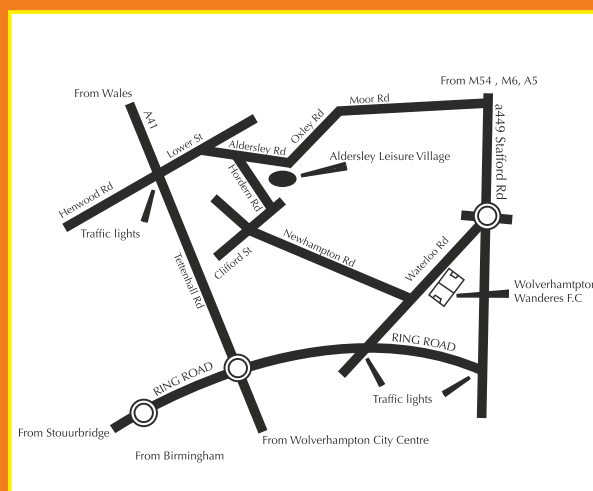 From M54 , M6, A5
From Wales
A41
Moor Rd
a449 Stafford Rd
Oxley Rd
Lower St
Aldersley Rd
Aldersley Leisure Village
Hordern Rd
Henwood Rd
Traffic lights
Clifford St
Newhampton Rd
Waterloo Rd
Tettenhall Rd
Wolverhamtpton
Wanderes F.C
RING ROAD
RING ROAD
Traffic lights
From Stouurbridge
From Wolverhampton City Centre
From Birmingham